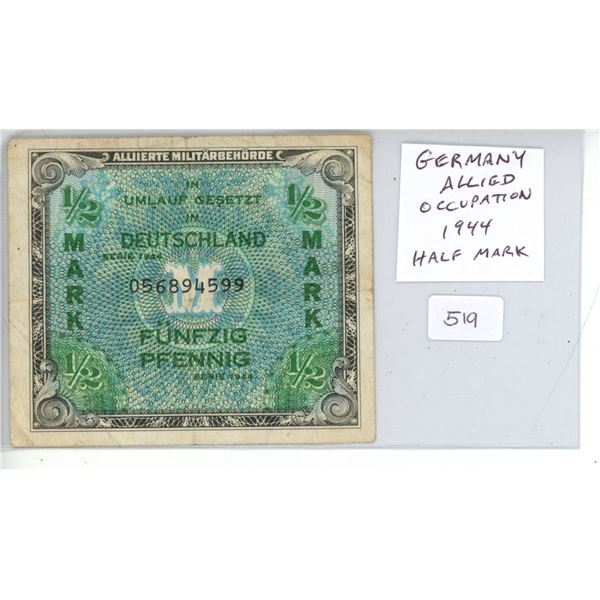 ALLIIERTE MILITÄRBEHÖRDE
1/2 1/2
IN
UMLAUF GESETZT
IN
DEUTSCHLAND
SERIE 1944
MARK MARK
M
056894599
FÜNFZIG
PFENNIG
SERIE 1944
1/2 1/2
GERMANY
ALLIED
OCCUPATION
1944
HALF MARK
519